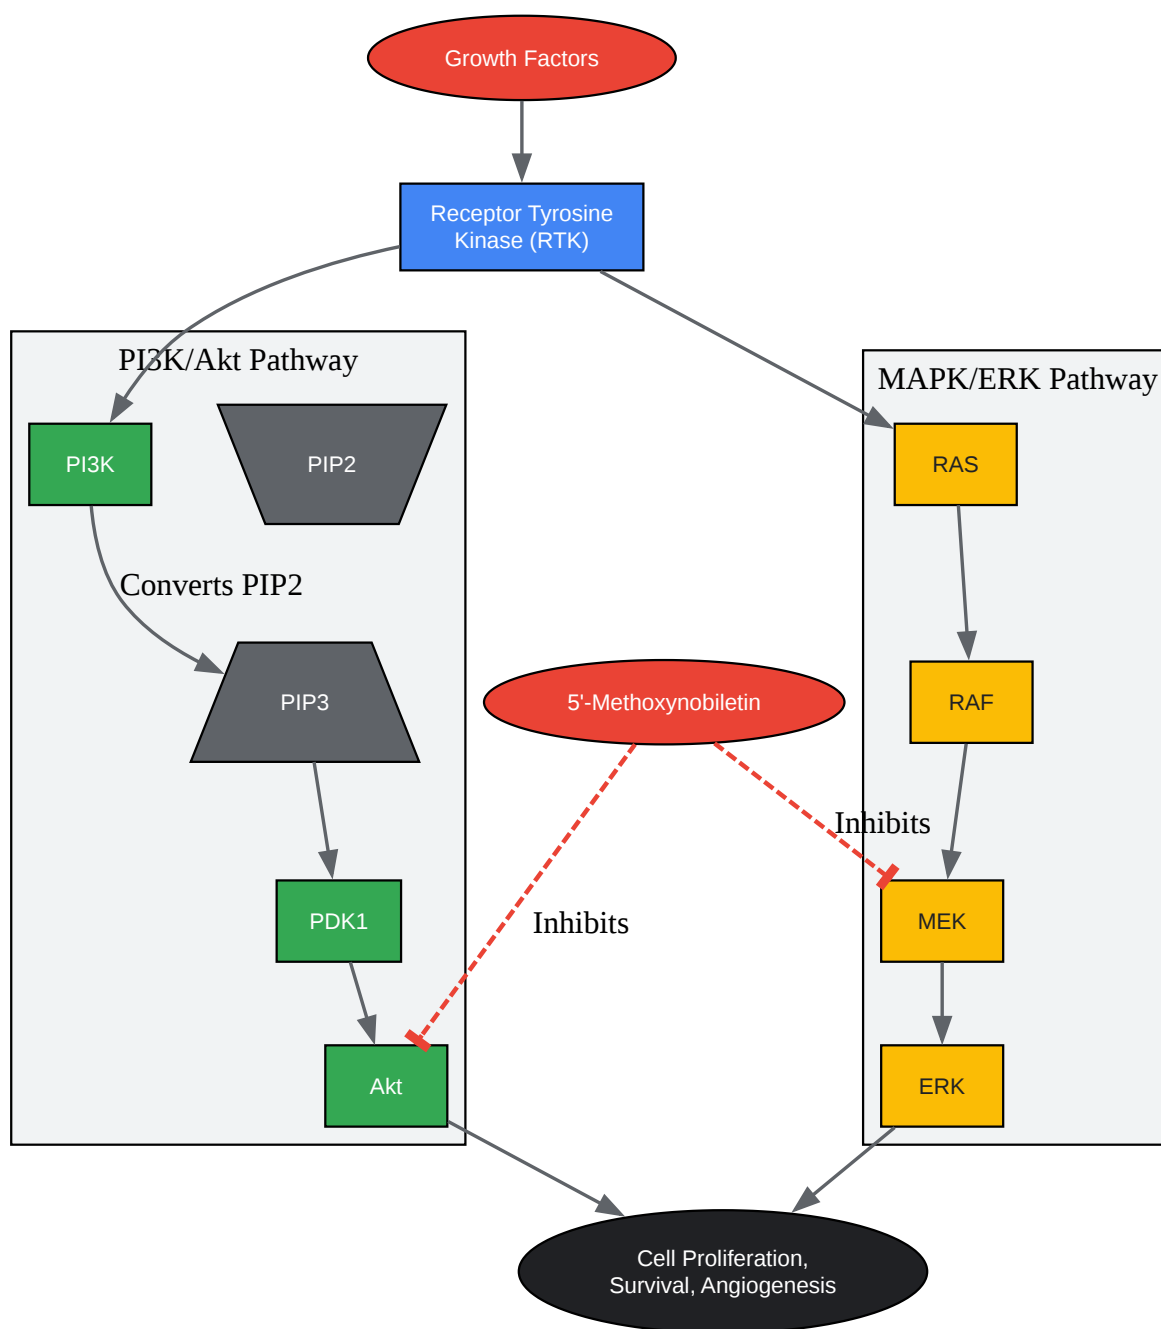 Growth Factors
Receptor Tyrosine
Kinase (RTK)
PI3K/Akt Pathway
MAPK/ERK Pathway
PI3K
PIP2
RAS
Converts PIP2
PIP3
5'-Methoxynobiletin
RAF
Inhibits
PDK1
Inhibits
MEK
Akt
ERK
Cell Proliferation,
Survival, Angiogenesis